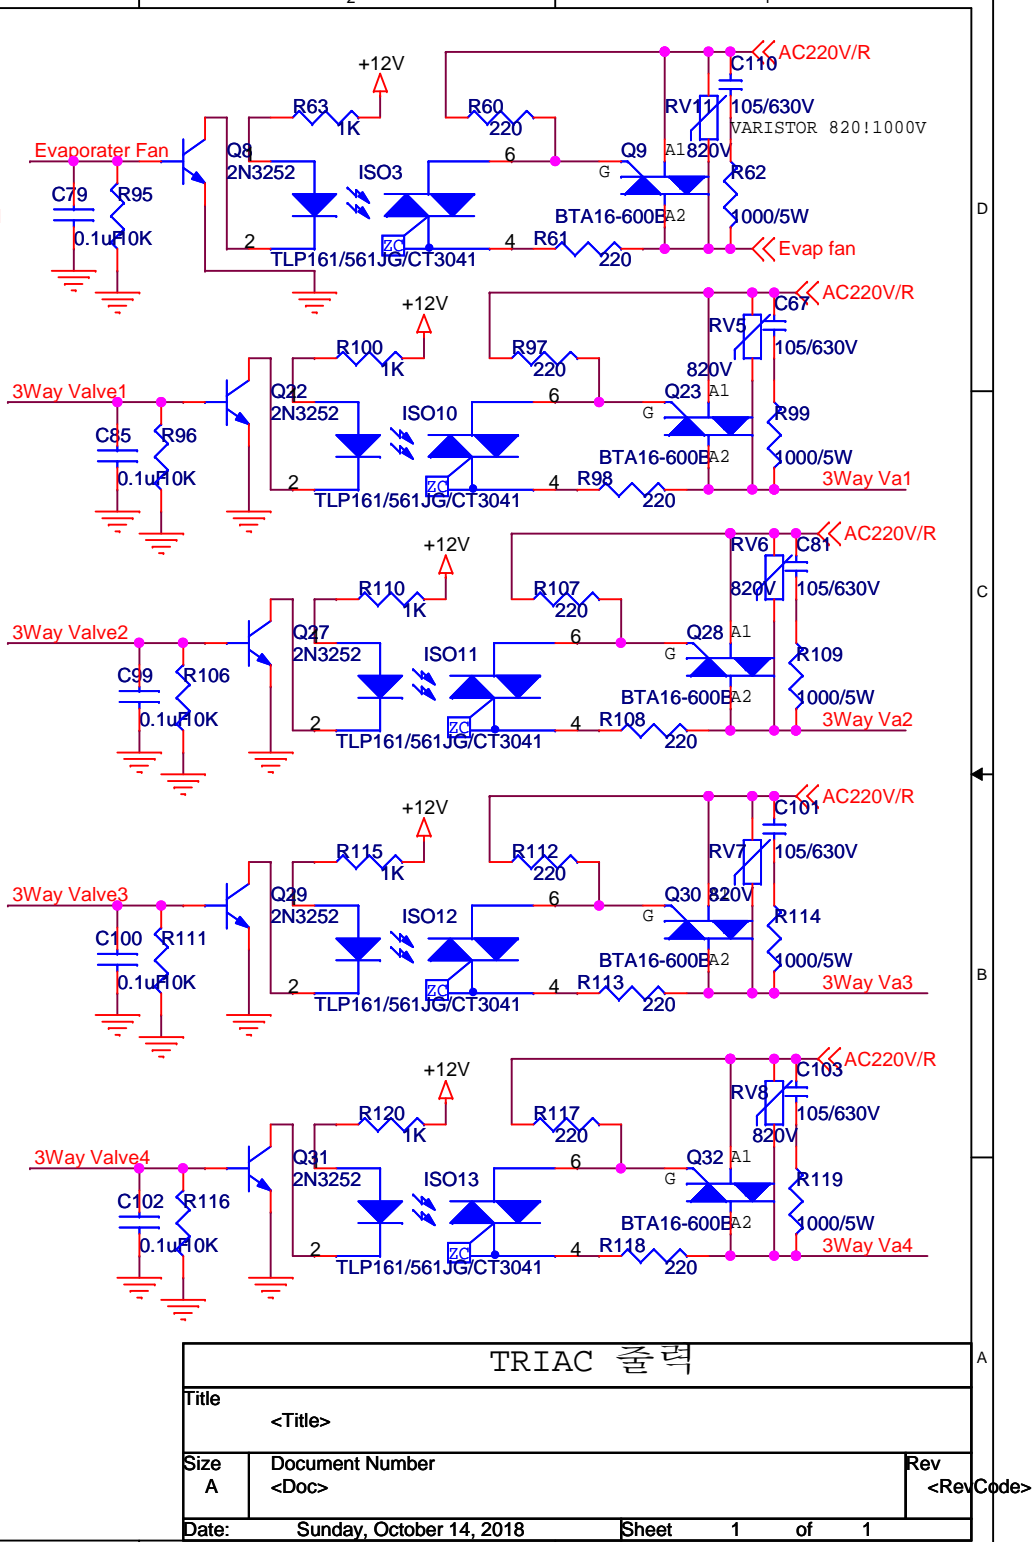 2
AC220V/R
+12V
C110
R63
1K
R60
220
RV11
105/630V
VARISTOR 820!1000V
Evaporater Fan
Q8
2N3252
6
Q9
A1
820V
G
ISO3
R62
C79
R95
BTA16-600B
A2
1000/5W
D
0.1uF
10K
2
ZC
4
R61
220
TLP161/561JG/CT3041
Evap fan
+12V
AC220V/R
C67
RV5
R100
1K
R97
220
105/630V
820V
3Way Valve1
Q22
2N3252
6
Q23
A1
G
ISO10
R99
C85
R96
BTA16-600B
A2
1000/5W
0.1uF
10K
2
ZC
4
R98
220
3Way Va1
TLP161/561JG/CT3041
+12V
AC220V/R
RV6
C81
R110
1K
R107
220
820V
105/630V
C
3Way Valve2
Q27
2N3252
6
Q28
A1
G
ISO11
R109
C99
R106
BTA16-600B
A2
1000/5W
0.1uF
10K
2
ZC
4
R108
220
3Way Va2
TLP161/561JG/CT3041
+12V
AC220V/R
C101
R115
1K
R112
220
RV7
105/630V
3Way Valve3
Q29
2N3252
6
Q30
820V
G
ISO12
R114
C100
R111
BTA16-600B
A2
1000/5W
B
0.1uF
10K
2
ZC
4
R113
220
3Way Va3
TLP161/561JG/CT3041
+12V
AC220V/R
C103
RV8
R120
1K
R117
220
105/630V
820V
3Way Valve4
Q31
2N3252
6
Q32
A1
G
ISO13
R119
C102
R116
BTA16-600B
A2
1000/5W
0.1uF
10K
2
ZC
4
R118
220
3Way Va4
TLP161/561JG/CT3041
TRIAC 출력
A
Title
<Title>
Size
A
Document Number
<Doc>
Rev
<RevCode>
Date: Sunday, October 14, 2018 Sheet 1 of 1